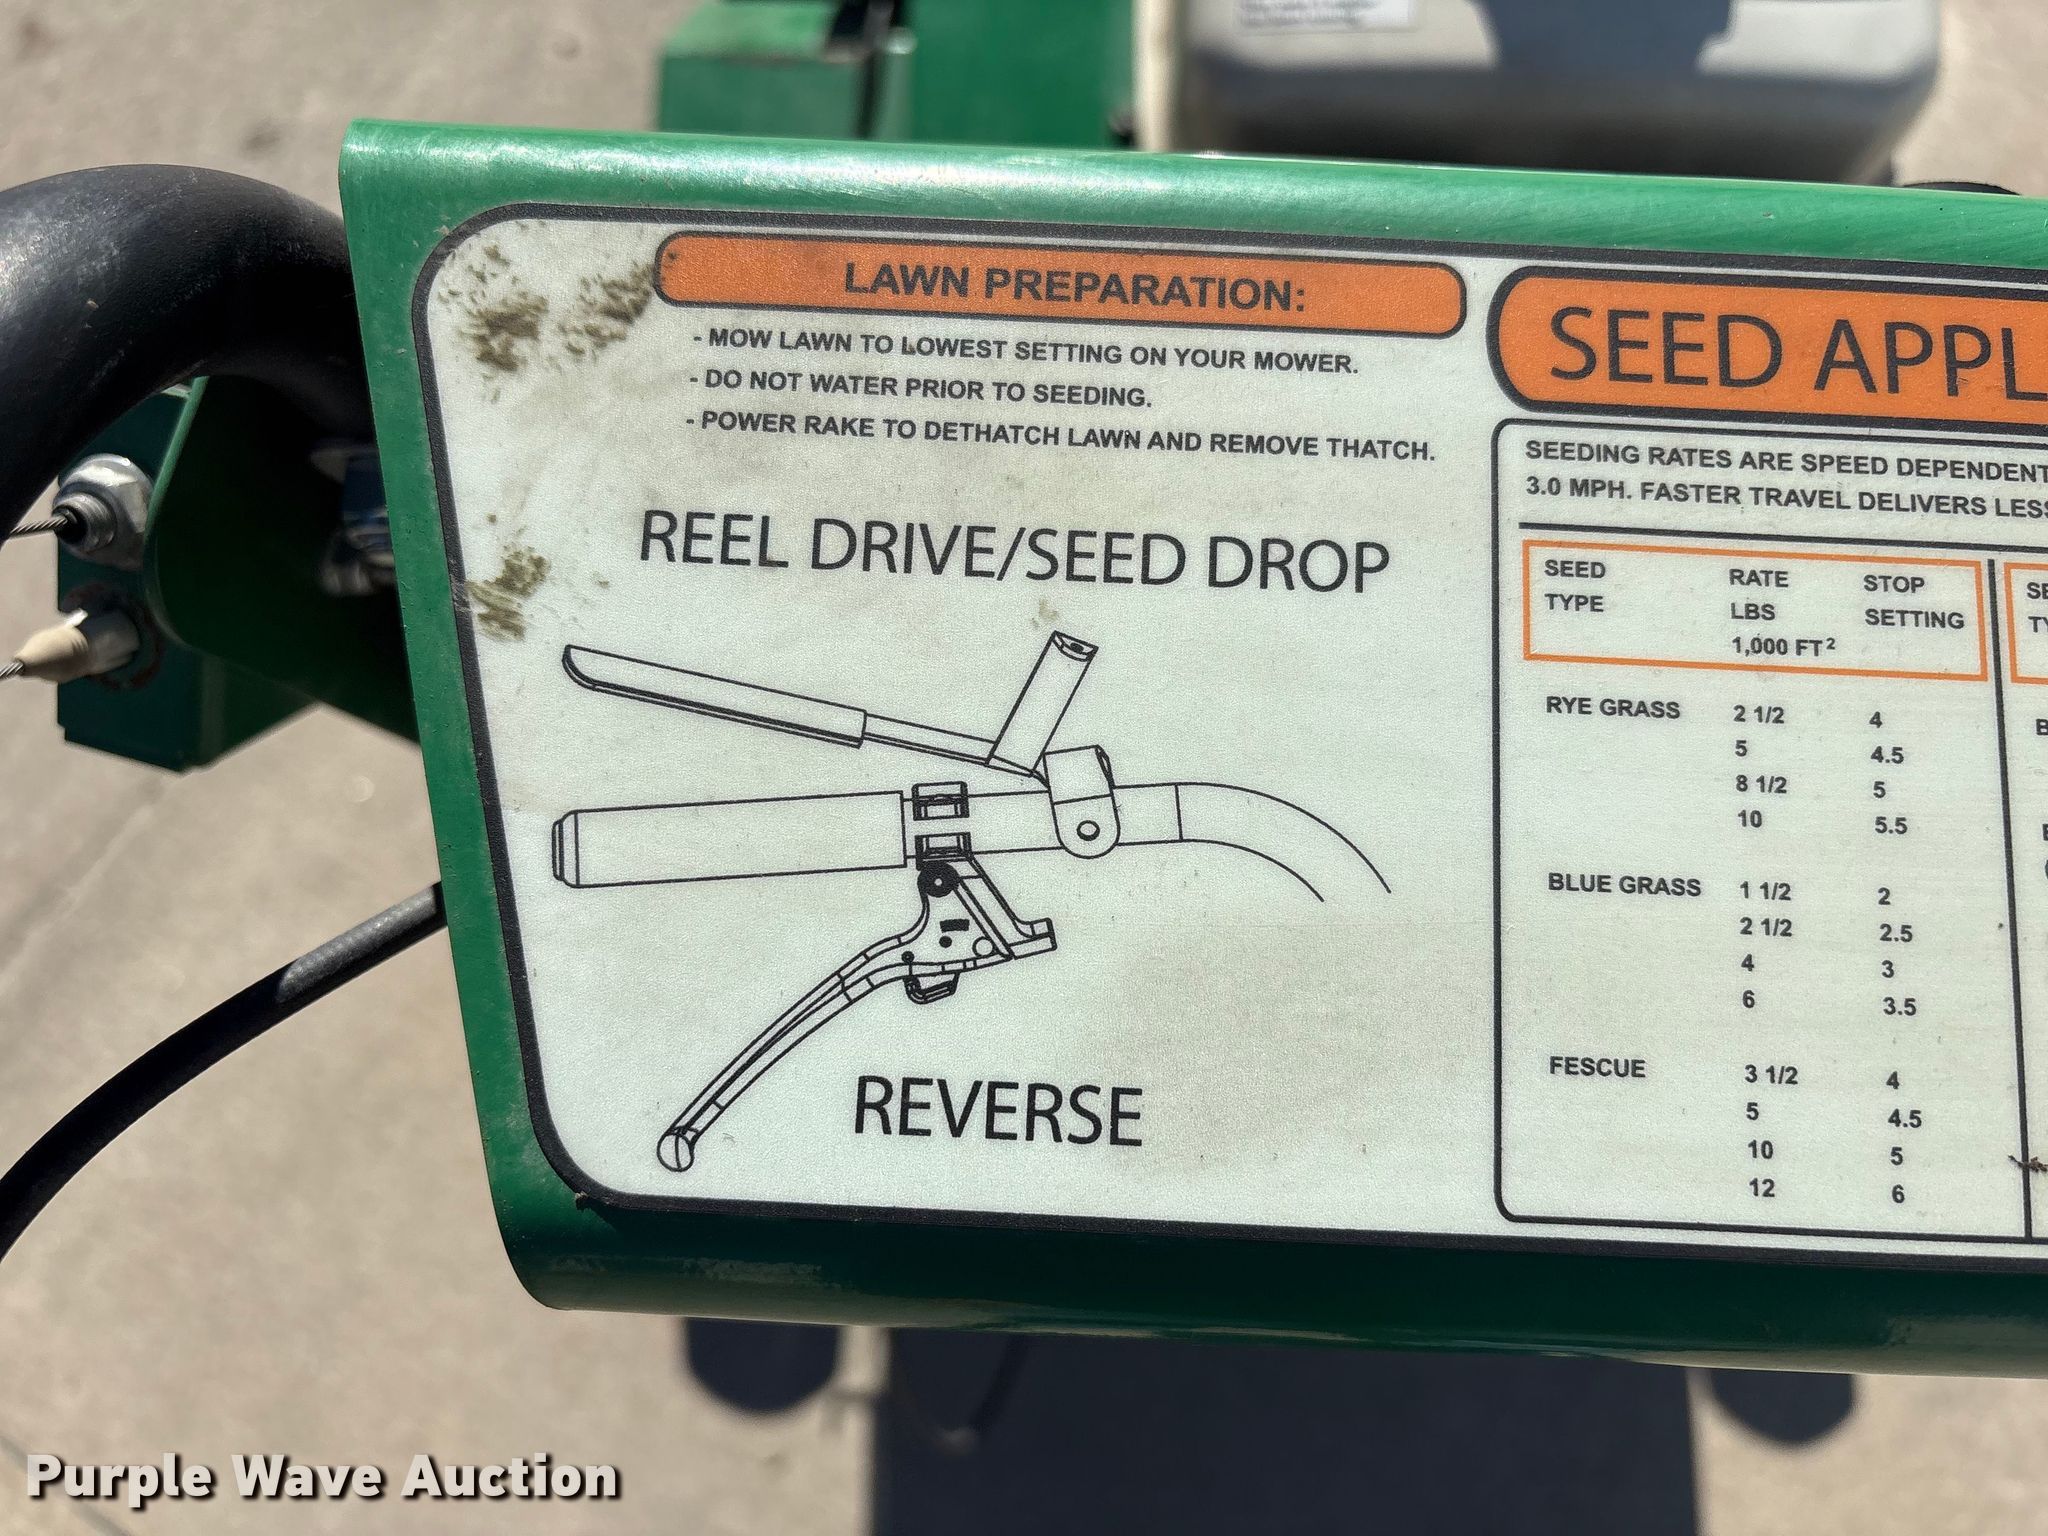 LAWN PREPARATION:
- MOW LAWN TO LOWEST SETTING ON YOUR MOWER.
- DO NOT WATER PRIOR TO SEEDING.
- POWER RAKE TO DETHATCH LAWN AND REMOVE THATCH.
REEL DRIVE/SEED DROP
REVERSE
SEED APPL
SEEDING RATES ARE SPEED DEPENDENT
3.0 MPH. FASTER TRAVEL DELIVERS LESS
SEED RATE STOP
TYPE LBS SETTING
1,000 FT²
RYE GRASS 2 1/2 4
5 4.5
8 1/2 5
10 5.5
BLUE GRASS 1 1/2 2
2 1/2 2.5
4 3
6 3.5
FESCUE 3 1/2 4
5 4.5
10 5
12 6
Purple Wave Auction